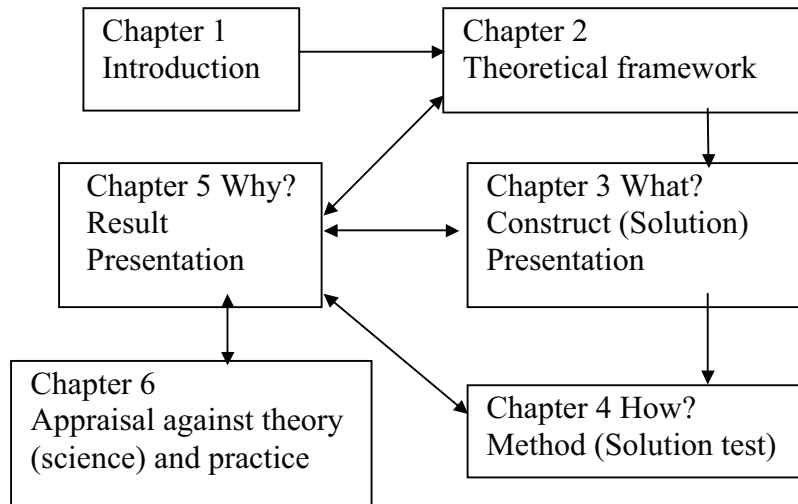 Chapter 1
Introduction
Chapter 2
Theoretical framework
Chapter 5 Why?
Result
Presentation
Chapter 3 What?
Construct (Solution)
Presentation
Chapter 6
Appraisal against theory
(science) and practice
Chapter 4 How?
Method (Solution test)